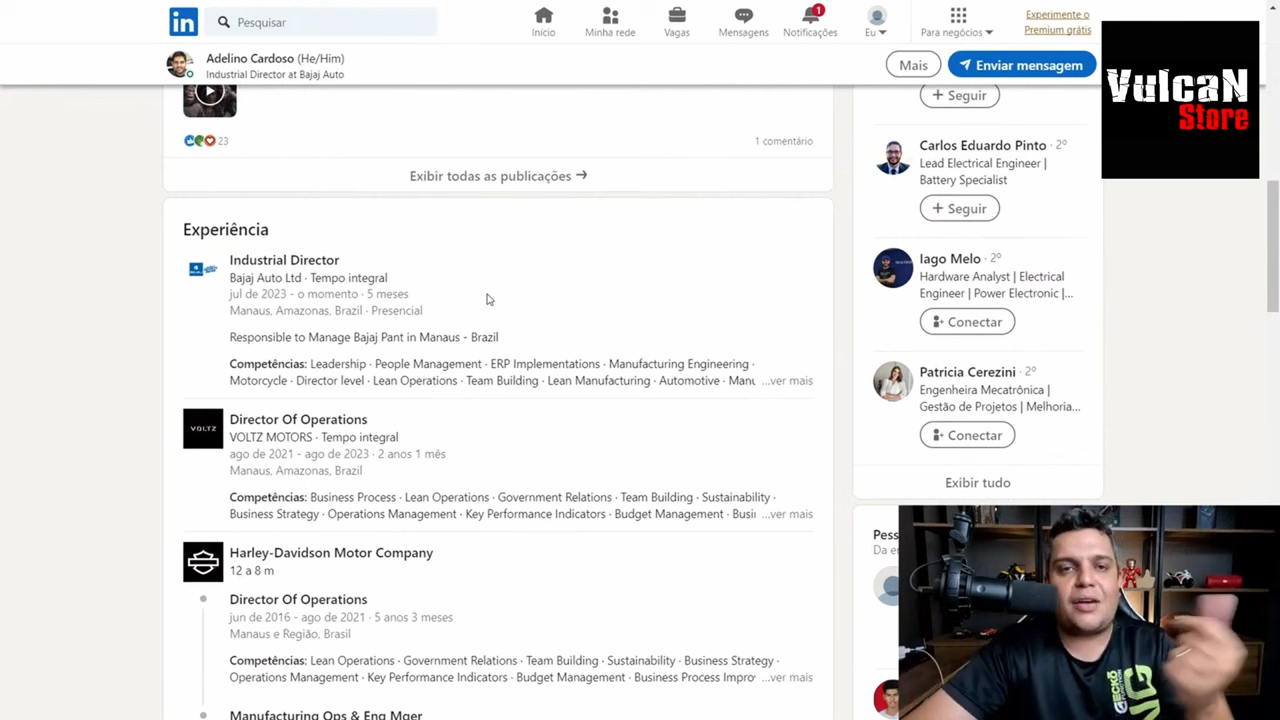 in
Pesquisar
Início
Minha rede
Vagas
Mensagens
1
Notificações
Eu
Para negócios
Experimente o
Premium grátis
Adelino Cardoso (He/Him)
Industrial Director at Bajaj Auto
Mais
Enviar mensagem
VulcaN
Store
23
1 comentário
Exibir todas as publicações →
Experiência
Industrial Director
Bajaj Auto Ltd · Tempo integral
jul de 2023 - o momento · 5 meses
Manaus, Amazonas, Brazil · Presencial
Responsible to Manage Bajaj Pant in Manaus - Brazil
Competências: Leadership · People Management · ERP Implementations · Manufacturing Engineering ·
Motorcycle · Director level · Lean Operations · Team Building · Lean Manufacturing · Automotive · Manu ...ver mais
VOLTZ
Director Of Operations
VOLTZ MOTORS · Tempo integral
ago de 2021 - ago de 2023 · 2 anos 1 mês
Manaus, Amazonas, Brazil
Competências: Business Process · Lean Operations · Government Relations · Team Building · Sustainability ·
Business Strategy · Operations Management · Key Performance Indicators · Budget Management · Busi ...ver mais
Harley-Davidson Motor Company
12 a 8 m
Director Of Operations
jun de 2016 - ago de 2021 · 5 anos 3 meses
Manaus e Região, Brasil
Competências: Lean Operations · Government Relations · Team Building · Sustainability · Business Strategy ·
Operations Management · Key Performance Indicators · Budget Management · Business Process Impro ...ver mais
Manufacturing Ops & Eng Mger
+ Seguir
Carlos Eduardo Pinto · 2º
Lead Electrical Engineer |
Battery Specialist
+ Seguir
Iago Melo · 2º
Hardware Analyst | Electrical
Engineer | Power Electronic |...
Conectar
Patricia Cerezini · 2º
Engenheira Mecatrônica |
Gestão de Projetos | Melhoria...
Conectar
Exibir tudo
Pess
Da e
GECKO
NG